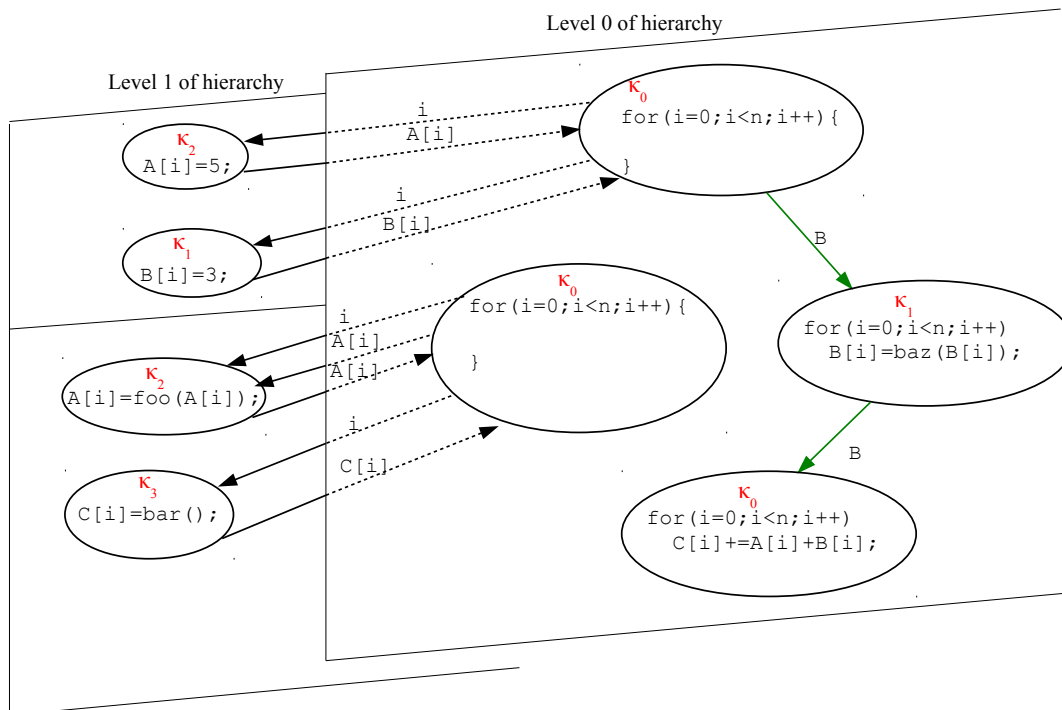 Level 0 of hierarchy
Level 1 of hierarchy
κ0
for(i=0;i<n;i++){
}
i
A[i]
κ2
A[i]=5;
i
B[i]
κ1
B[i]=3;
B
κ0
for(i=0;i<n;i++){
}
κ1
for(i=0;i<n;i++)
B[i]=baz(B[i]);
i
A[i]
A[i]
κ2
A[i]=foo(A[i]);
i
C[i]
κ3
C[i]=bar();
B
κ0
for(i=0;i<n;i++)
C[i]+=A[i]+B[i];